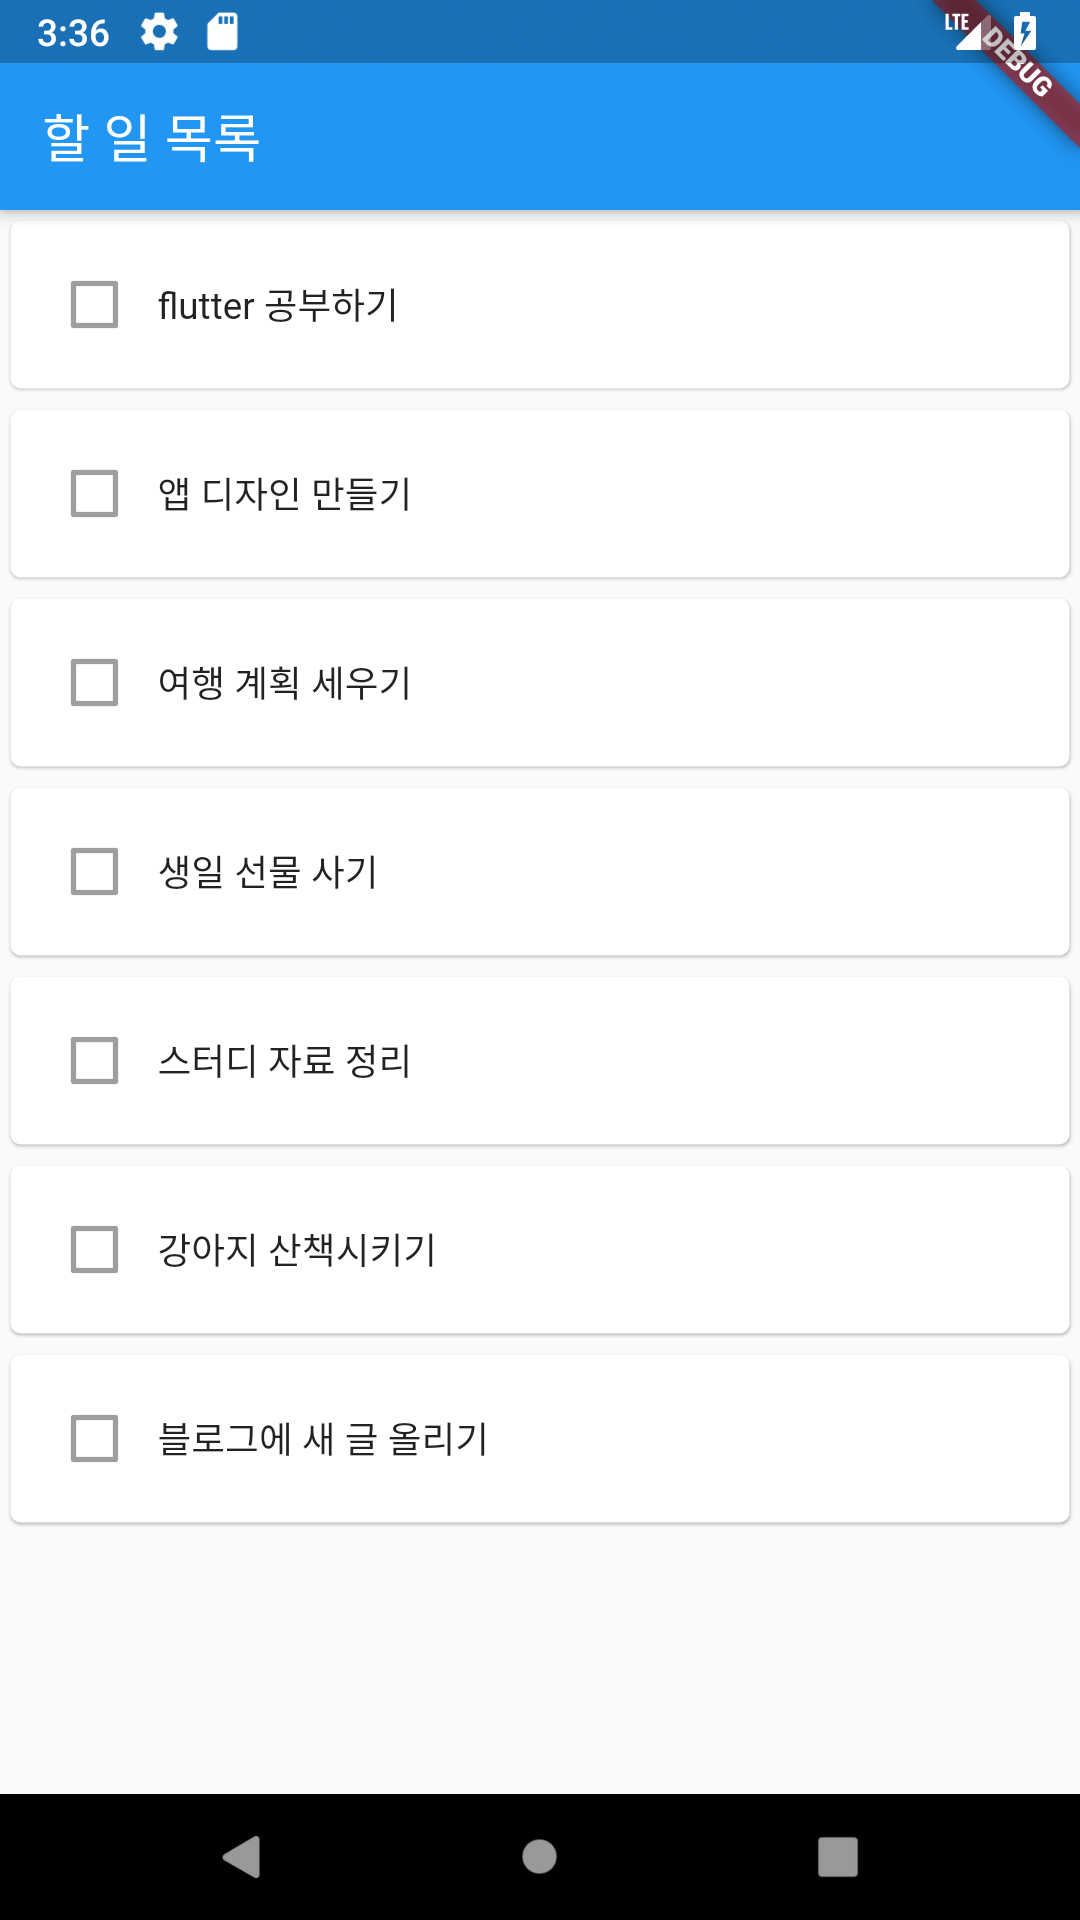 3:36
LTE
DEBUG
할 일 목록
flutter 공부하기
앱 디자인 만들기
여행 계획 세우기
생일 선물 사기
스터디 자료 정리
강아지 산책시키기
블로그에 새 글 올리기